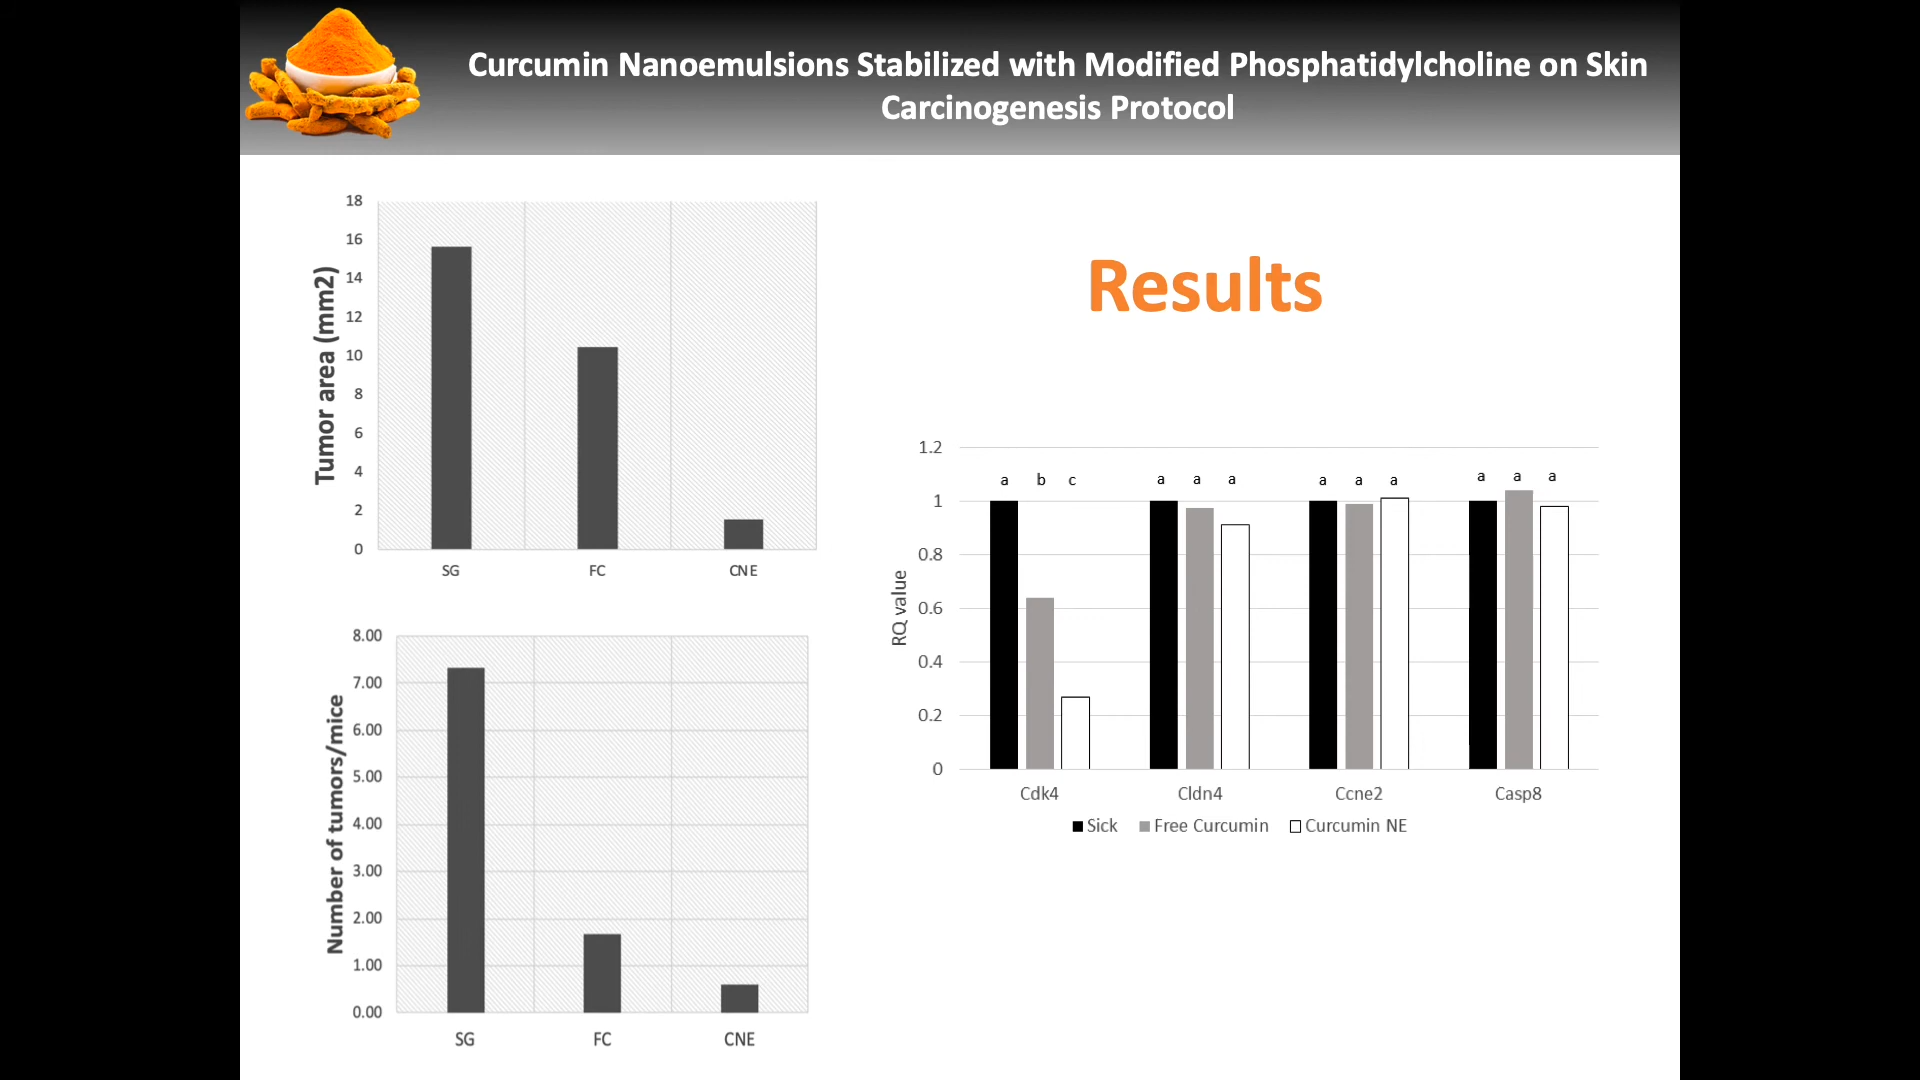 Curcumin Nanoemulsions Stabilized with Modified Phosphatidylcholine on Skin
Carcinogenesis Protocol
Tumor area (mm2)
18
16
14
12
10
8
6
4
2
0
SG FC CNE
Number of tumors/mice
8.00
7.00
6.00
5.00
4.00
3.00
2.00
1.00
0.00
SG FC CNE
Results
RQ value
1.2
1
0.8
0.6
0.4
0.2
0
a b c a a a a a a a a a
Cdk4 Cldn4 Ccne2 Casp8
Sick Free Curcumin Curcumin NE